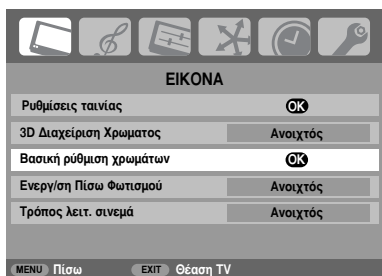 ΕΙΚΟΝΑ
Ρυθμίσεις ταινίας OK
3D Διαχείριση Χρωματος Ανοιχτός
Βασική ρύθμιση χρωμάτων OK
Ενεργ/ση Πίσω Φωτισμού Ανοιχτός
Τρόπος λειτ. σινεμά Ανοιχτός
MENU Πίσω EXIT Θέαση TV